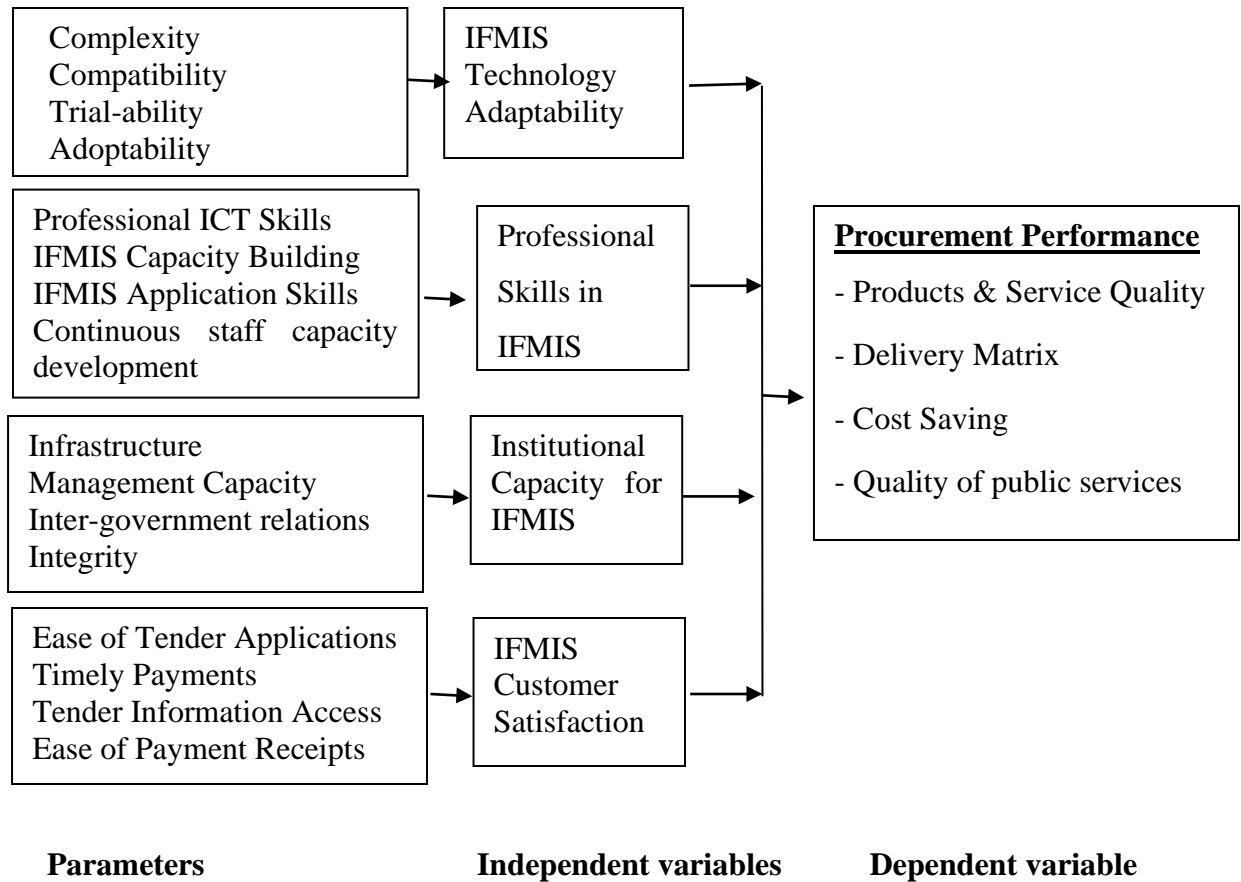 Complexity
Compatibility
Trial-ability
Adoptability
IFMIS
Technology
Adaptability
Professional ICT Skills
IFMIS Capacity Building
IFMIS Application Skills
Continuous staff capacity
development
Professional
Skills in
IFMIS
Infrastructure
Management Capacity
Inter-government relations
Integrity
Institutional
Capacity for
IFMIS
Ease of Tender Applications
Timely Payments
Tender Information Access
Ease of Payment Receipts
IFMIS
Customer
Satisfaction
Procurement Performance
- Products & Service Quality
- Delivery Matrix
- Cost Saving
- Quality of public services
Parameters
Independent variables
Dependent variable